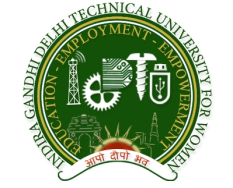 INDIRA GANDHI DELHI TECHNICAL UNIVERSITY FOR WOMEN
EDUCATION - EMPLOYMENT - EMPOWERMENT
आपो दीपो भव